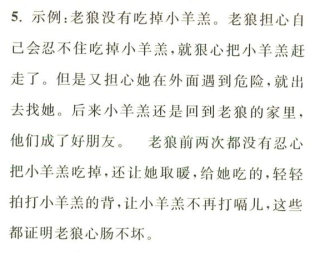 5. 示例:老狼没有吃掉小羊羔。老狼担心自
己会忍不住吃掉小羊羔,就狠心把小羊羔赶
走了。但是又担心她在外面遇到危险,就出
去找她。后来小羊羔还是回到老狼的家里,
他们成了好朋友。 老狼前两次都没有忍心
把小羊羔吃掉,还让她取暖,给她吃的,轻轻
拍打小羊羔的背,让小羊羔不再打嗝儿,这些
都证明老狼心肠不坏。